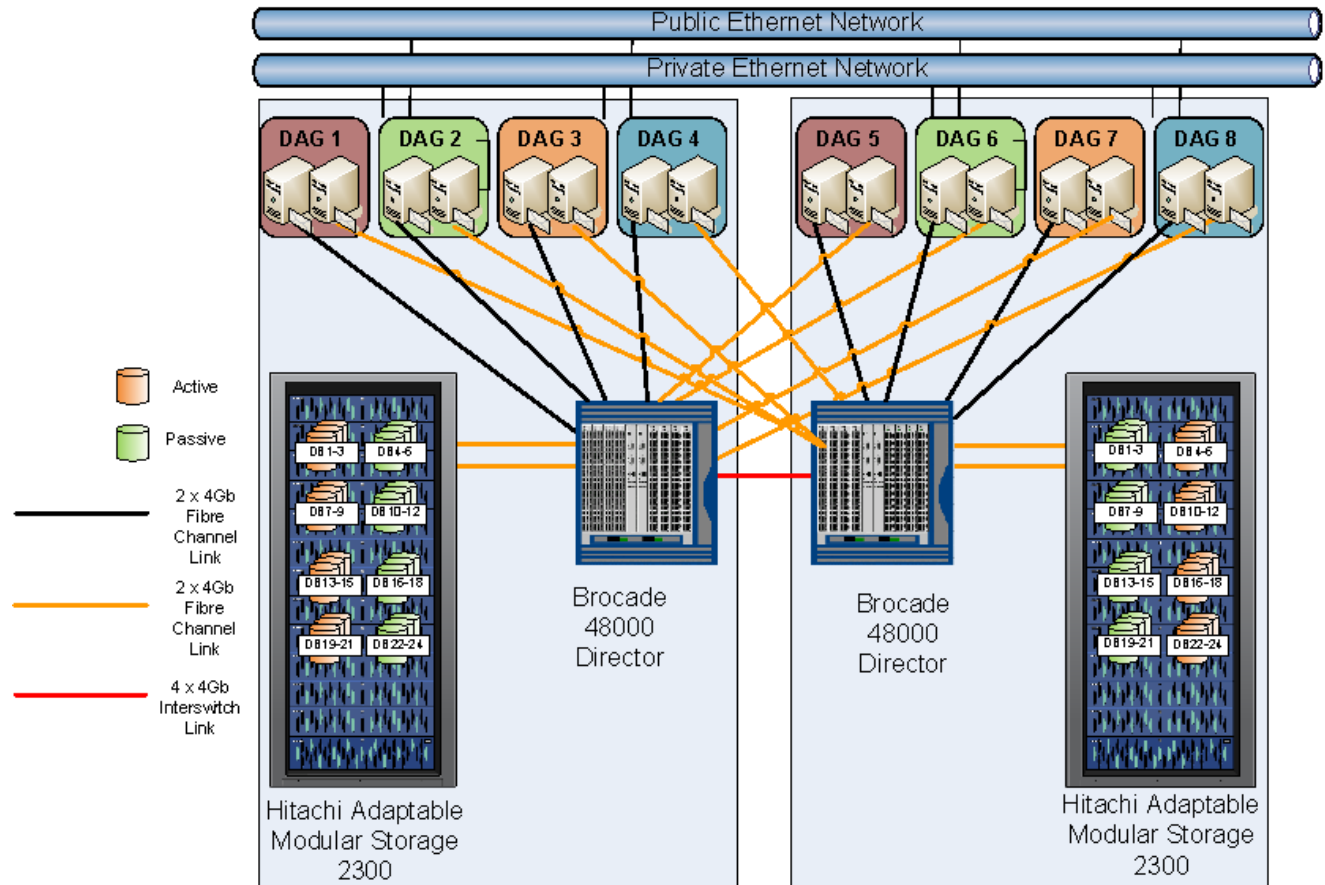 Public Ethernet Network
Private Ethernet Network
DAG 1
DAG 2
DAG 3
DAG 4
DAG 5
DAG 6
DAG 7
DAG 8
Active
Passive
2 x 4Gb
Fibre
Channel
Link
2 x 4Gb
Fibre
Channel
Link
4 x 4Gb
Interswitch
Link
DB1-3
DB4-6
DB7-9
DB10-12
DB13-15
DB16-18
DB19-21
DB22-24
Hitachi Adaptable
Modular Storage
2300
Brocade
48000
Director
Brocade
48000
Director
DB1-3
DB4-6
DB7-9
DB10-12
DB13-15
DB16-18
DB19-21
DB22-24
Hitachi Adaptable
Modular Storage
2300